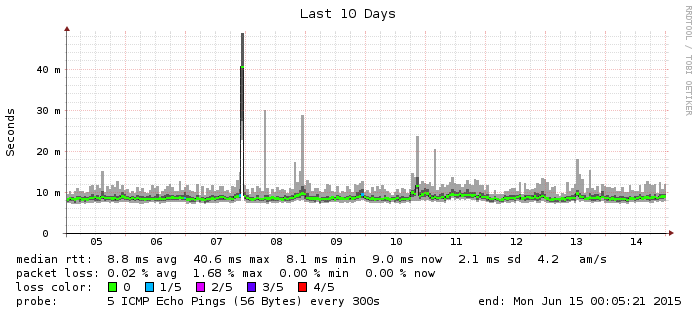 Last 10 Days
RRDTOOL / TOBI OETIKER
Seconds
40 m
30 m
20 m
10 m
0
05 06 07 08 09 10 11 12 13 14
median rtt: 8.8 ms avg 40.6 ms max 8.1 ms min 9.0 ms now 2.1 ms sd 4.2 am/s
packet loss: 0.02 % avg 1.68 % max 0.00 % min 0.00 % now
loss color: 0 1/5 2/5 3/5 4/5
probe: 5 ICMP Echo Pings (56 Bytes) every 300s end: Mon Jun 15 00:05:21 2015